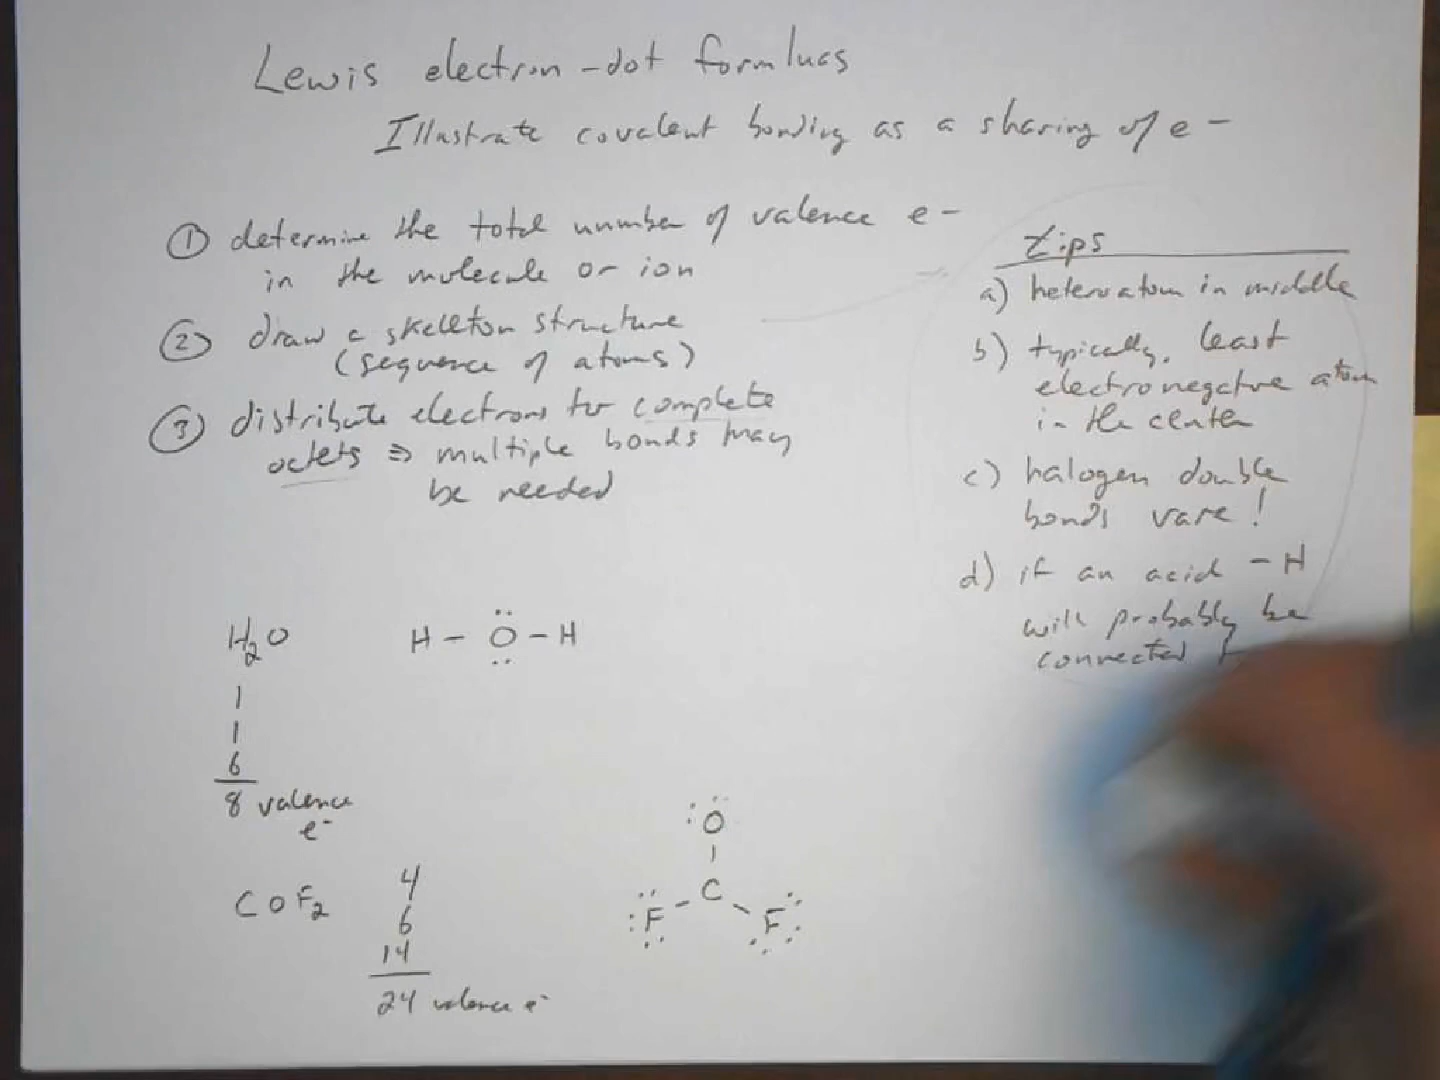 Lewis electron-dot formluas
Illustrate covalent bonding as a sharing of e-
① determine the total number of valence e-
in the molecule or ion
② draw a skeleton structure
(sequence of atoms)
③ distribute electrons to complete
octets ⇒ multiple bonds may
be needed
tips
a) heteroatom in middle
b) typically, least
electronegative atom
in the center
c) halogen double
bonds rare!
d) if an acid - H
will probably be
connected
H₂O
H - O - H
1
1
6
8 valence
e⁻
COF₂
4
6
14
24 valence e⁻
O
C
F
F